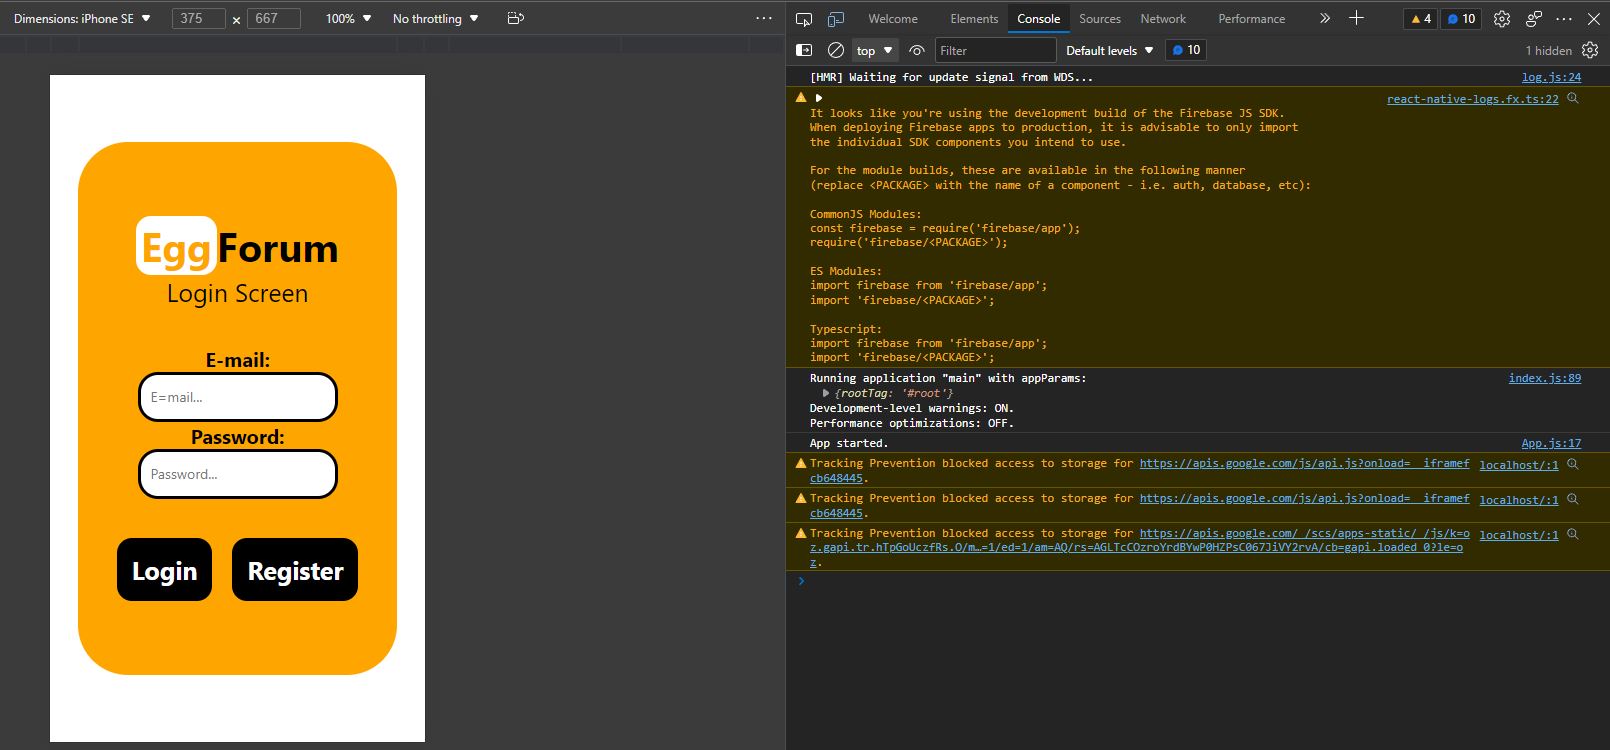 Dimensions: iPhone SE 375 × 667 100% No throttling
Welcome Elements Console Sources Network Performance 4 10
top Filter Default levels 10 1 hidden
EggForum
Login Screen
E-mail:
E=mail...
Password:
Password...
Login Register
[HMR] Waiting for update signal from WDS... log.js:24
react-native-logs.fx.ts:22
It looks like you're using the development build of the Firebase JS SDK.
When deploying Firebase apps to production, it is advisable to only import
the individual SDK components you intend to use.
For the module builds, these are available in the following manner
(replace <PACKAGE> with the name of a component - i.e. auth, database, etc):
CommonJS Modules:
const firebase = require('firebase/app');
require('firebase/<PACKAGE>');
ES Modules:
import firebase from 'firebase/app';
import 'firebase/<PACKAGE>';
Typescript:
import firebase from 'firebase/app';
import 'firebase/<PACKAGE>';
Running application "main" with appParams: index.js:89
{rootTag: '#root'}
Development-level warnings: ON.
Performance optimizations: OFF.
App started. App.js:17
Tracking Prevention blocked access to storage for https://apis.google.com/js/api.js?onload=__iframef localhost/:1
cb648445.
Tracking Prevention blocked access to storage for https://apis.google.com/js/api.js?onload=__iframef localhost/:1
cb648445.
Tracking Prevention blocked access to storage for https://apis.google.com/_/scs/apps-static/_/js/k=o localhost/:1
z.gapi.tr.hTpGoUczfRs.O/m…=1/ed=1/am=AQ/rs=AGLTcCOzroYrdBYwP0HZPsC067JiVY2rvA/cb=gapi.loaded_0?le=o
z.